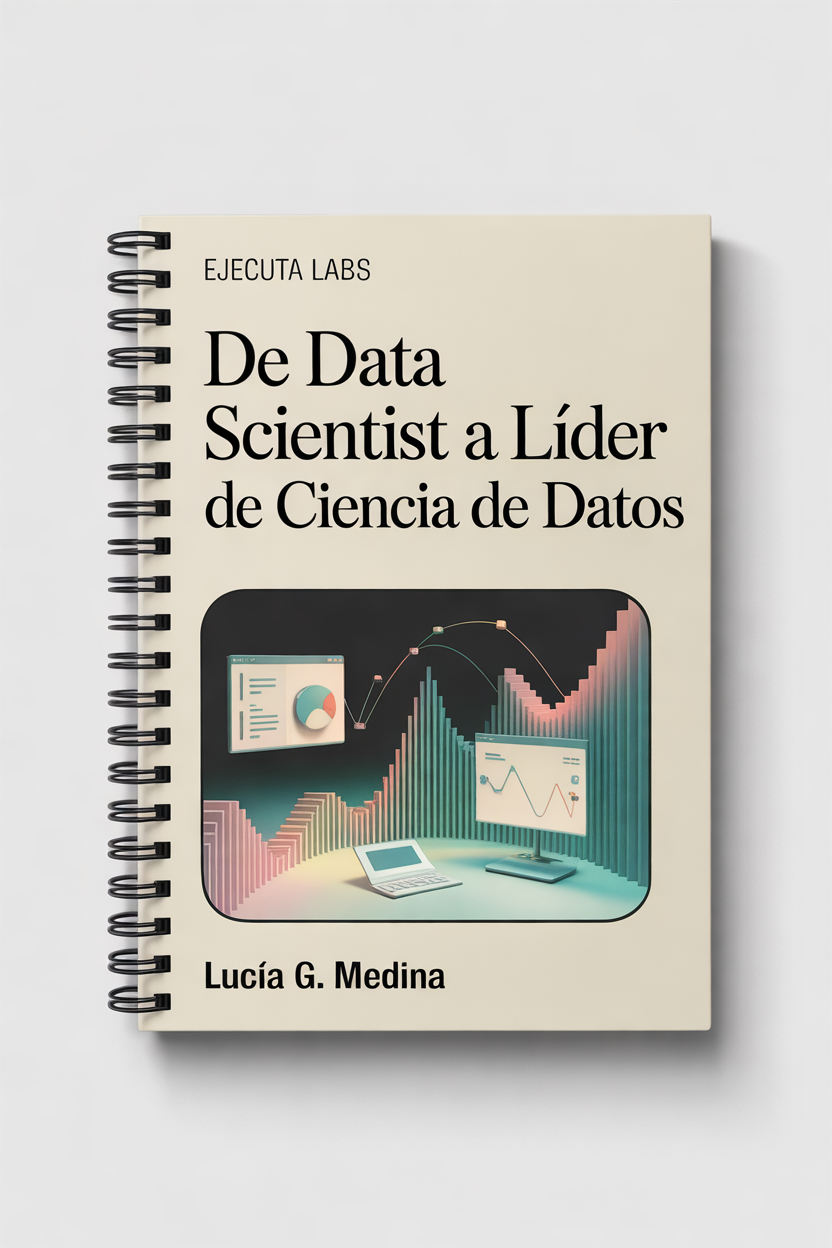 EJECUTA LABS
De Data
Scientist a Líder
de Ciencia de Datos
Lucía G. Medina